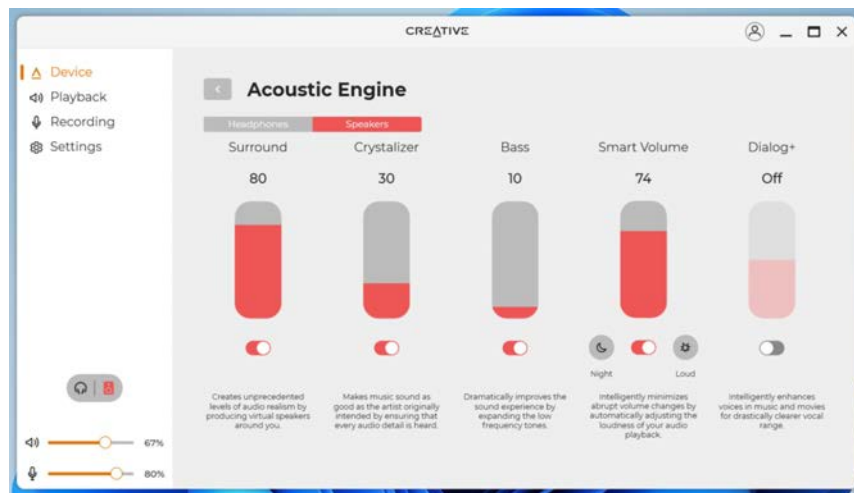 CREATIVE
Device
Playback
Recording
Settings
Acoustic Engine
Headphones
Speakers
Surround
Crystalizer
Bass
Smart Volume
Dialog+
80
30
10
74
Off
Night
Loud
Creates unprecedented
levels of audio realism by
producing virtual speakers
around you.
Makes music sound as
good as the artist originally
intended by ensuring that
every audio detail is heard.
Dramatically improves the
sound experience by
expanding the low
frequency tones.
Intelligently minimizes
abrupt volume changes by
automatically adjusting the
loudness of your audio
playback.
Intelligently enhances
voices in music and movies
for drastically clearer vocal
range.
67%
80%